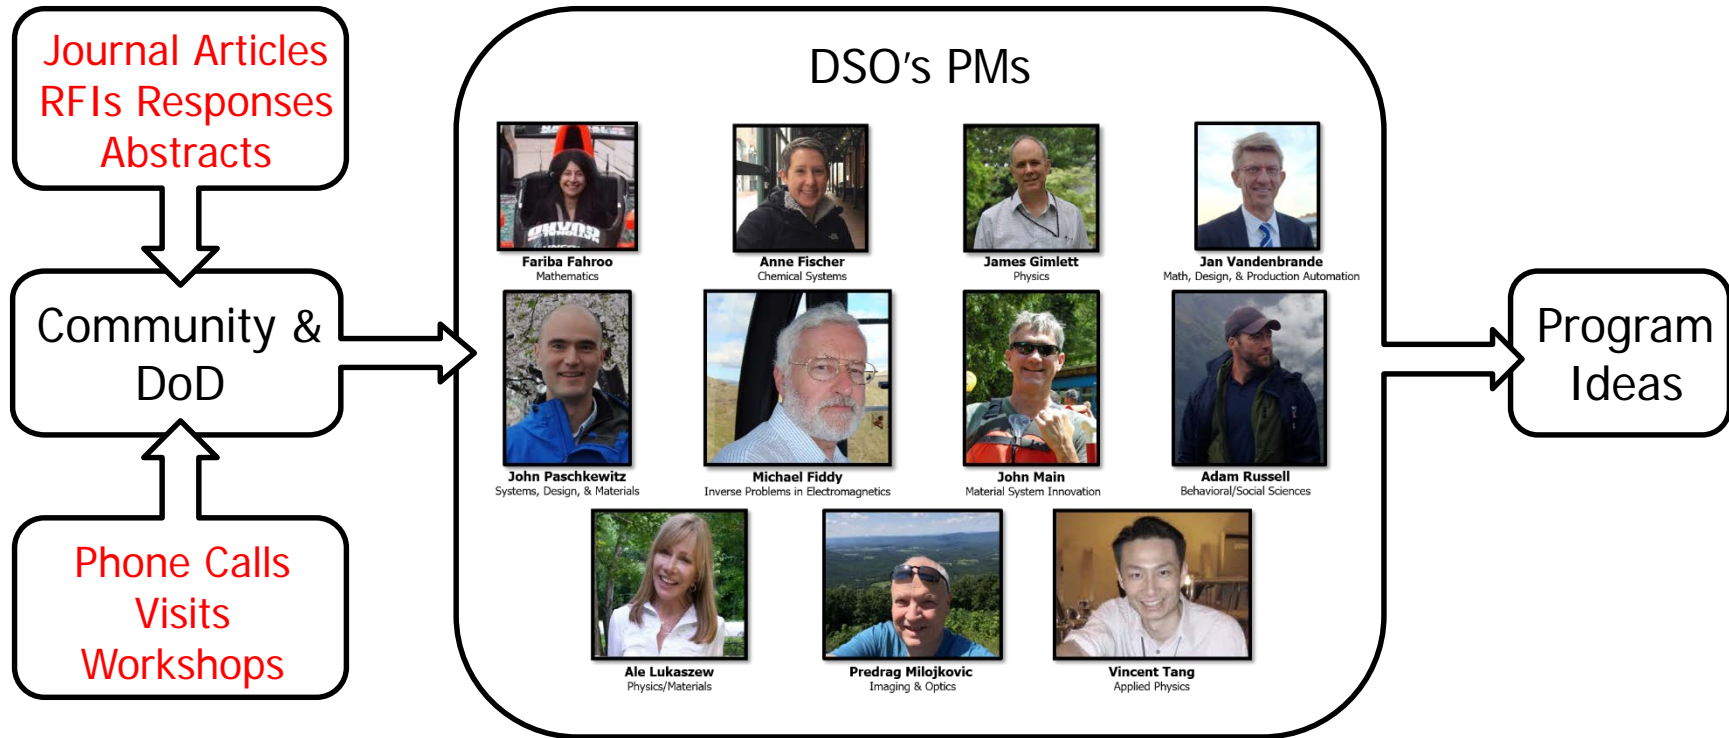 Journal Articles
RFIs Responses
Abstracts
Community &
DoD
Phone Calls
Visits
Workshops
DSO's PMs
Fariba Fahroo
Mathematics
Anne Fischer
Chemical Systems
James Gimlett
Physics
Jan Vandenbrande
Math, Design, & Production Automation
John Paschkewitz
Systems, Design, & Materials
Michael Fiddy
Inverse Problems in Electromagnetics
John Main
Material System Innovation
Adam Russell
Behavioral/Social Sciences
Ale Lukaszew
Physics/Materials
Predrag Milojkovic
Imaging & Optics
Vincent Tang
Applied Physics
Program
Ideas